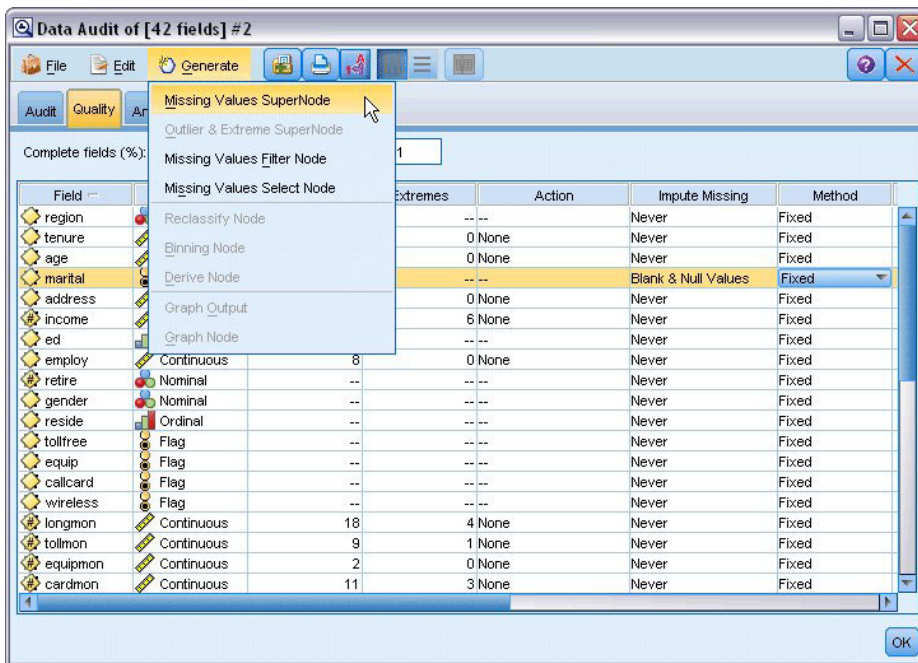 Data Audit of [42 fields] #2
File Edit Generate
Audit Quality An
Missing Values SuperNode
Outlier & Extreme SuperNode
Missing Values Filter Node
Missing Values Select Node
Reclassify Node
Binning Node
Derive Node
Graph Output
Graph Node
Complete fields (%): 1
Field Extremes Action Impute Missing Method
region -- -- Never Fixed
tenure 0 None Never Fixed
age 0 None Never Fixed
marital -- -- Blank & Null Values Fixed
address 0 None Never Fixed
income 6 None Never Fixed
ed -- -- Never Fixed
employ Continuous 8 0 None Never Fixed
retire Nominal -- -- -- Never Fixed
gender Nominal -- -- -- Never Fixed
reside Ordinal -- -- -- Never Fixed
tollfree Flag -- -- -- Never Fixed
equip Flag -- -- -- Never Fixed
callcard Flag -- -- -- Never Fixed
wireless Flag -- -- -- Never Fixed
longmon Continuous 18 4 None Never Fixed
tollmon Continuous 9 1 None Never Fixed
equipmon Continuous 2 0 None Never Fixed
cardmon Continuous 11 3 None Never Fixed
OK